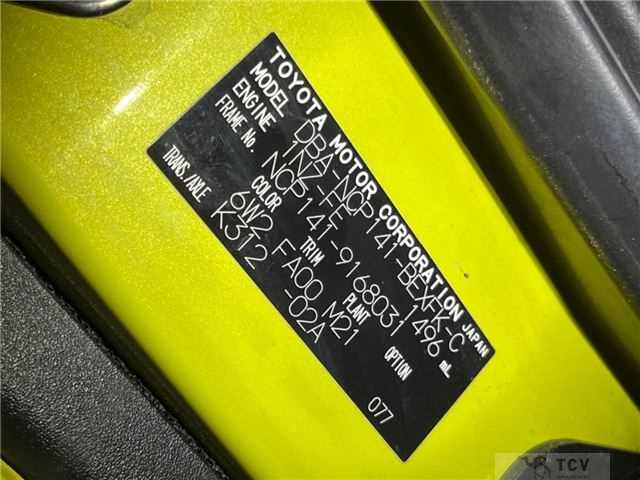 TOYOTA MOTOR CORPORATION JAPAN
MODEL DBA-NCP141-BEXFK-C
ENGINE 1NZ-FE 1496 mL
FRAME No. NCP141-9168031
COLOR TRIM PLANT OPTION
6W2 FA00 M21 077
TRANS./AXLE K312 -02A
TCV